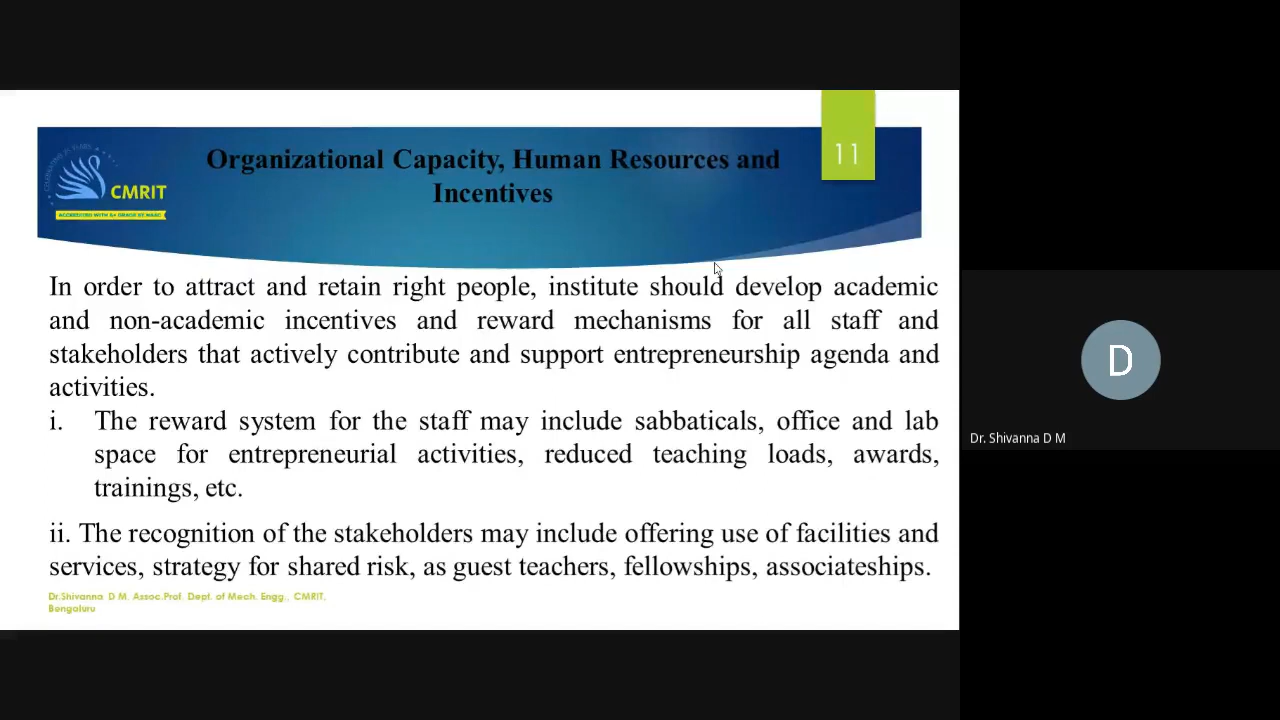 11
Organizational Capacity, Human Resources and
Incentives
CMRIT
ACCREDITED WITH A+ GRADE BY NAAC
In order to attract and retain right people, institute should develop academic
and non-academic incentives and reward mechanisms for all staff and
stakeholders that actively contribute and support entrepreneurship agenda and
activities.
i. The reward system for the staff may include sabbaticals, office and lab
space for entrepreneurial activities, reduced teaching loads, awards,
trainings, etc.
ii. The recognition of the stakeholders may include offering use of facilities and
services, strategy for shared risk, as guest teachers, fellowships, associateships.
Dr.Shivanna D M. Assoc.Prof. Dept. of Mech. Engg., CMRIT,
Bengaluru
D
Dr. Shivanna D M